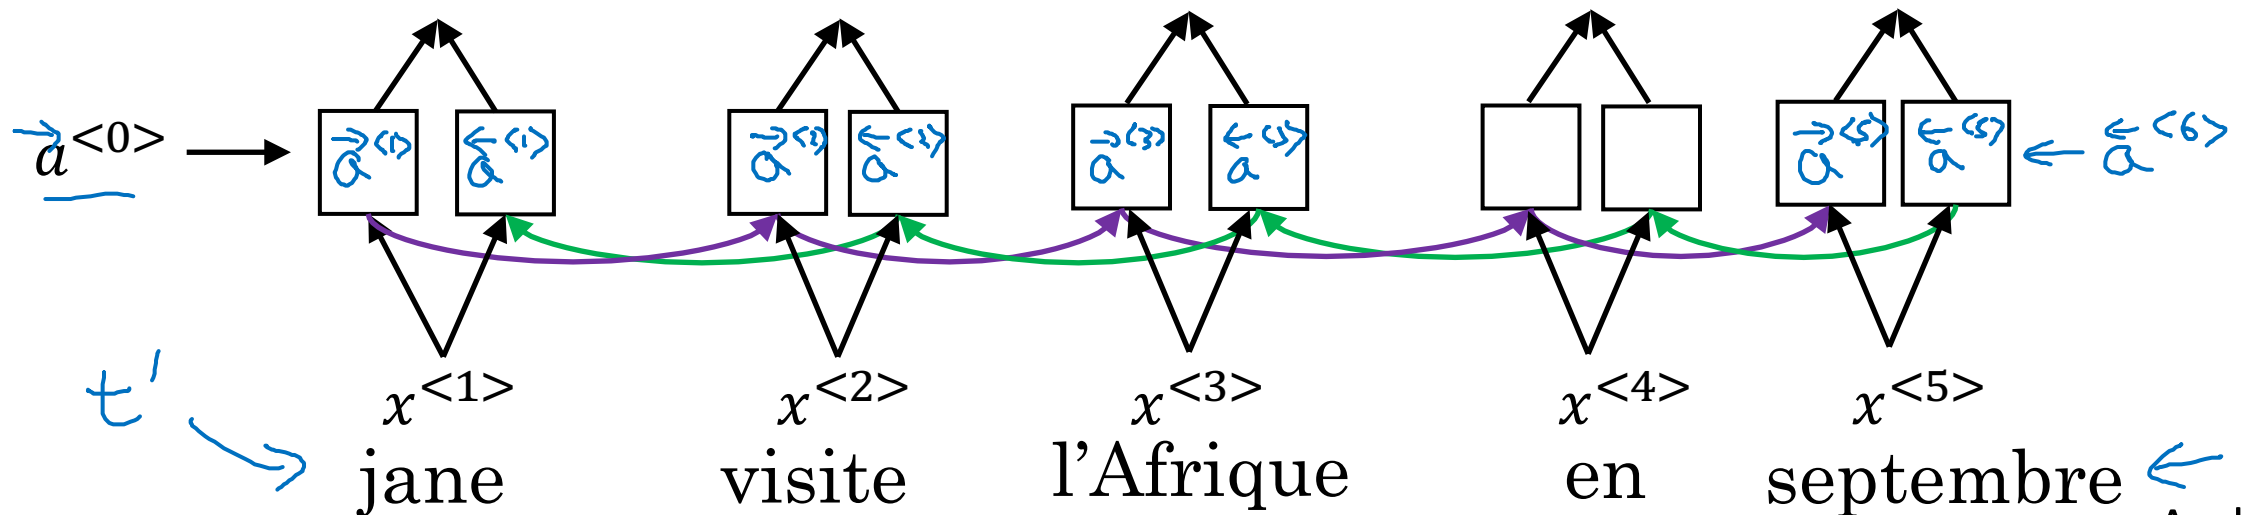 →a<0> →a<1> ←a<1> →a<2> ←a<2> →a<3> ←a<3> →a<5> ←a<5> ←a<6>
t'
x<1> x<2> x<3> x<4> x<5>
jane visite l'Afrique en septembre